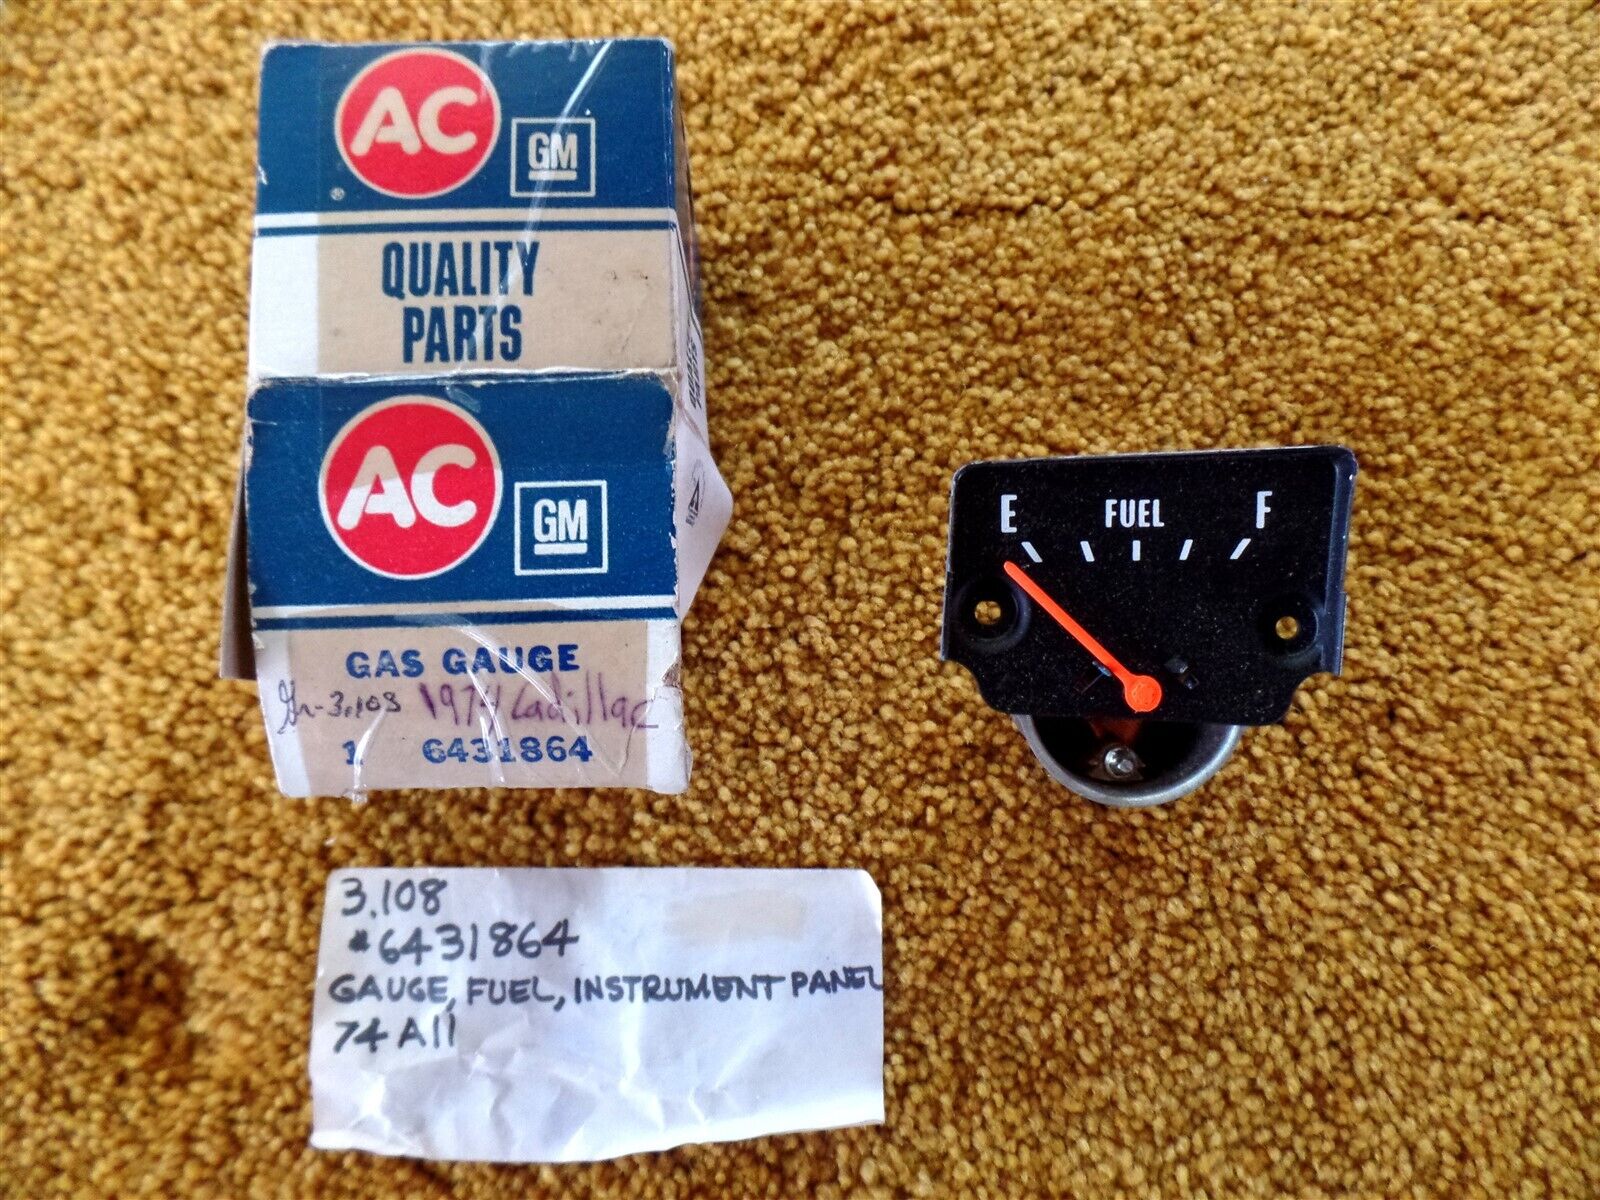 AC
GM
®
QUALITY
PARTS
AC
GM
GAS GAUGE
Gr-3.108 1974 Cadillac
1 6431864
E FUEL F
3.108
#6431864
GAUGE, FUEL, INSTRUMENT PANEL
74 All